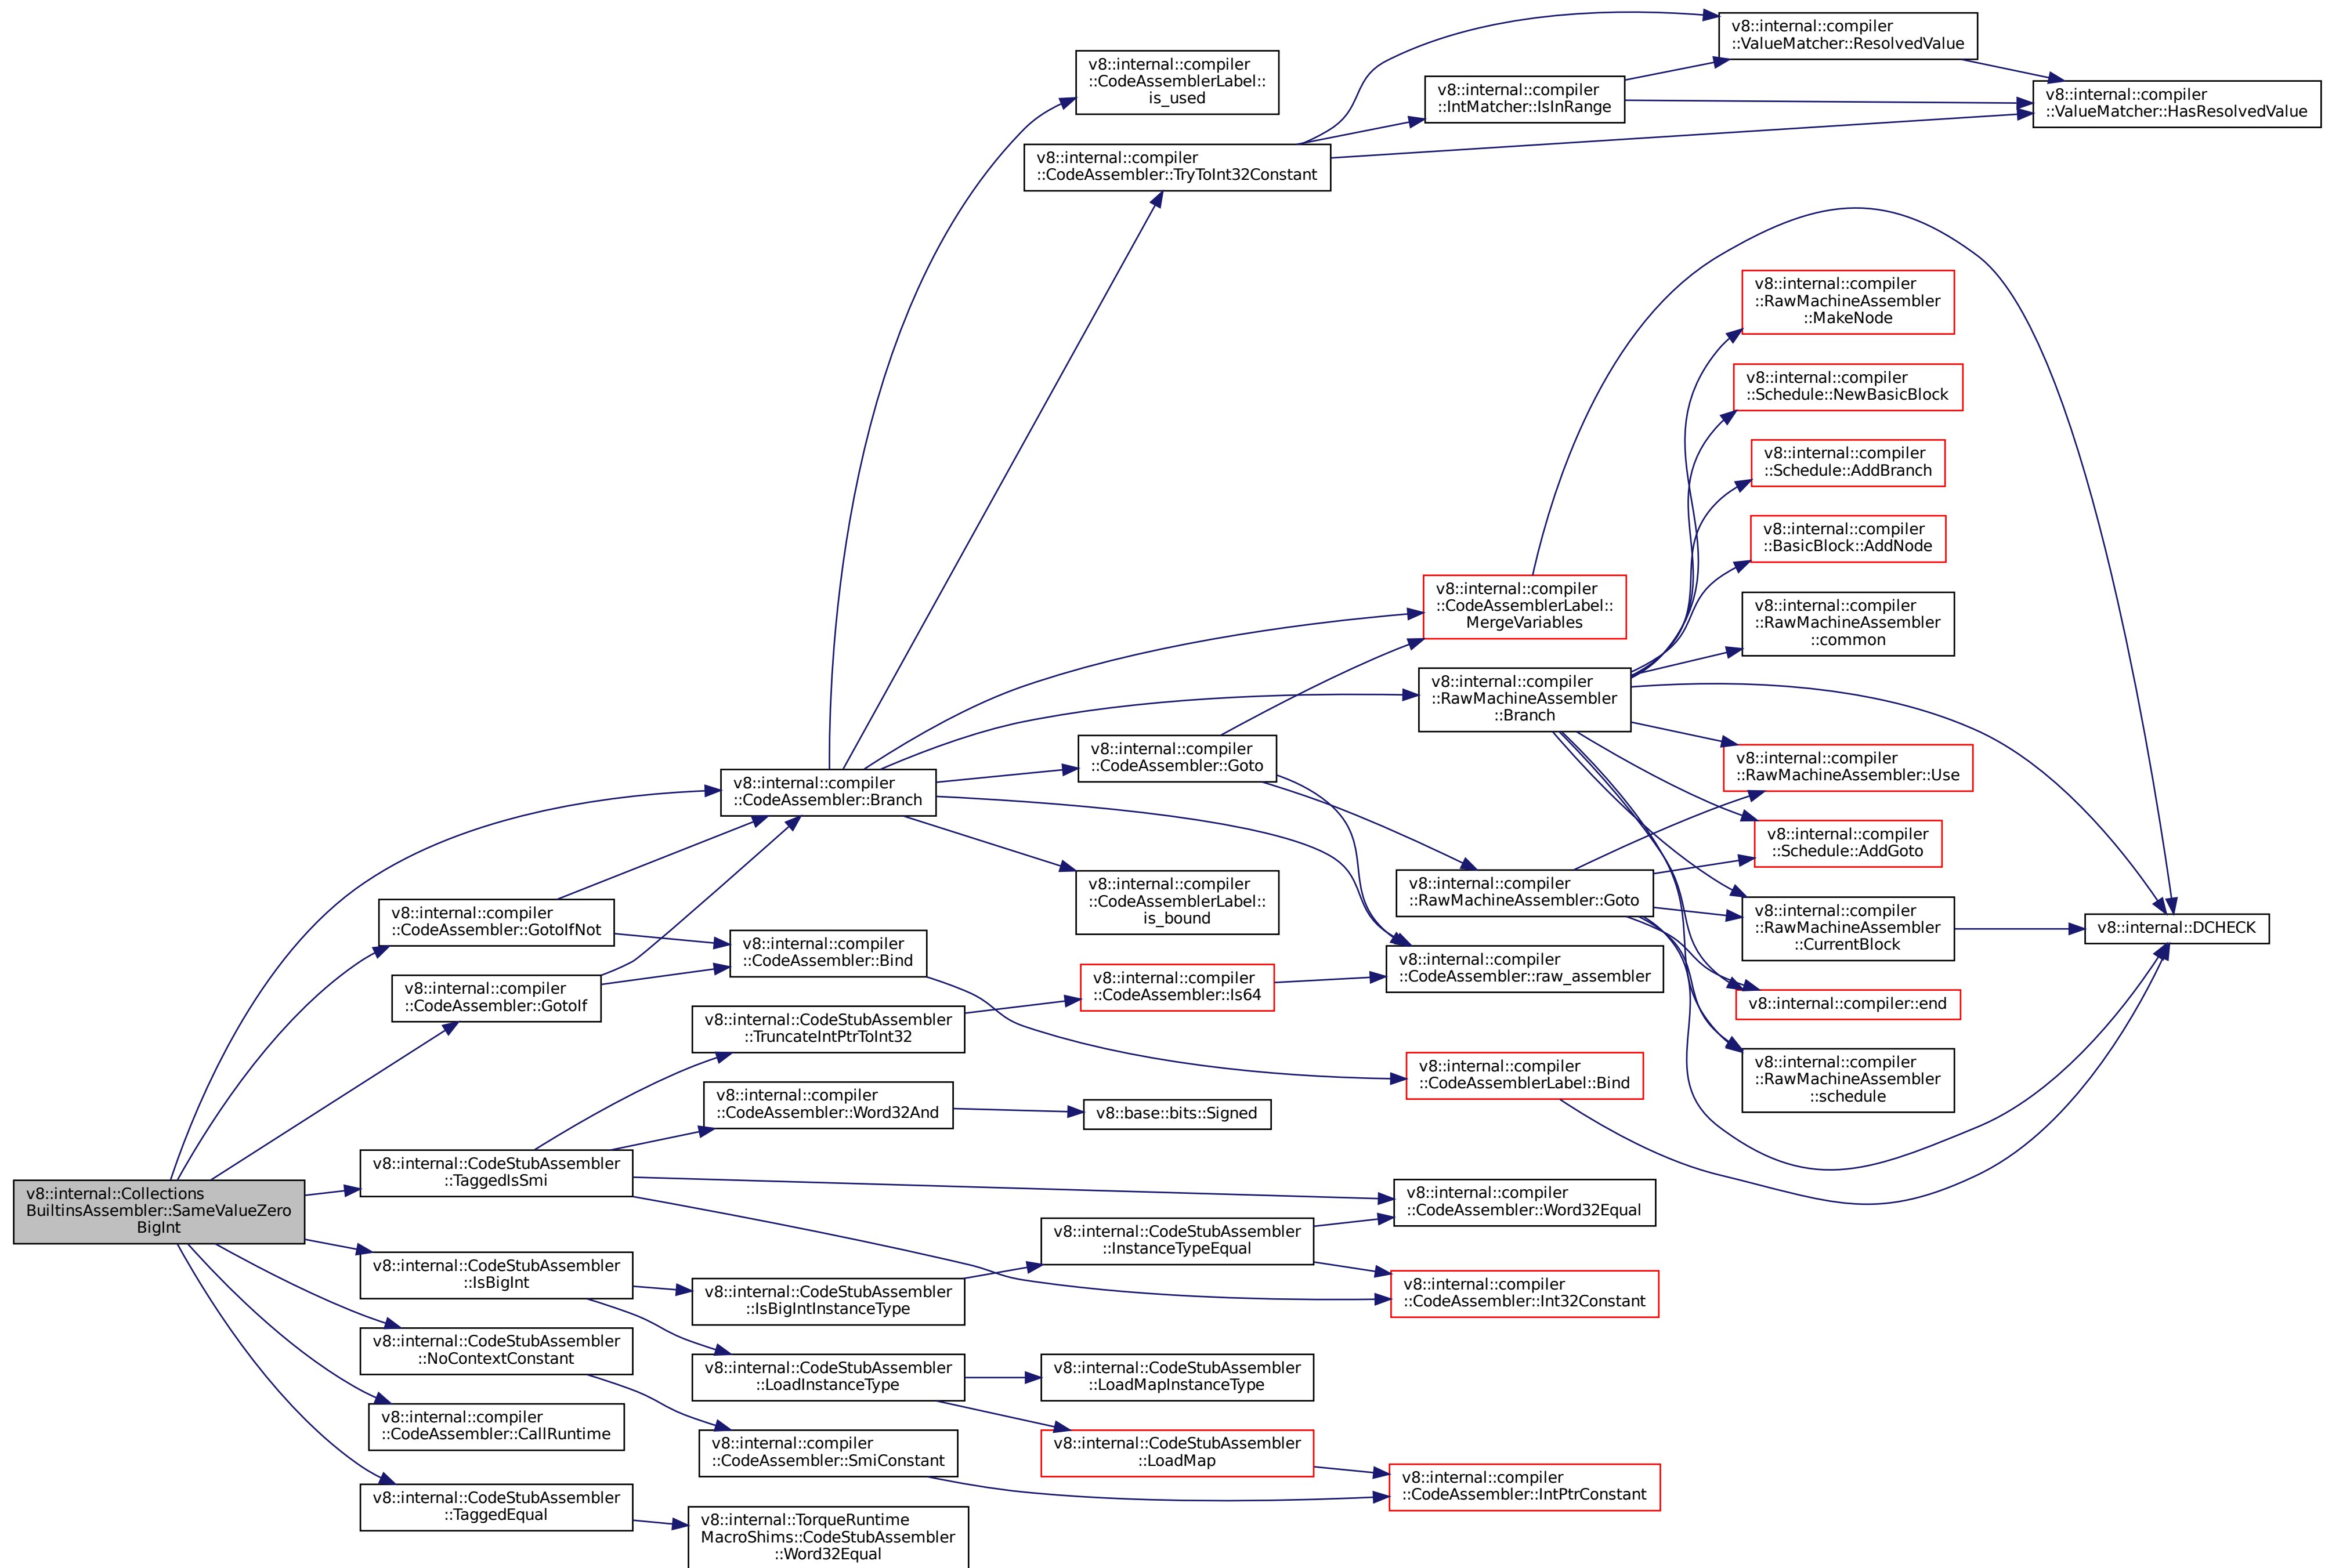 v8::internal::Collections
BuiltinsAssembler::SameValueZero
BigInt
v8::internal::compiler
::CodeAssembler::Branch
v8::internal::compiler
::CodeAssembler::GotoIfNot
v8::internal::compiler
::CodeAssembler::GotoIf
v8::internal::CodeStubAssembler
::TaggedIsSmi
v8::internal::CodeStubAssembler
::IsBigInt
v8::internal::CodeStubAssembler
::NoContextConstant
v8::internal::compiler
::CodeAssembler::CallRuntime
v8::internal::CodeStubAssembler
::TaggedEqual
v8::internal::compiler
::CodeAssembler::Bind
v8::internal::CodeStubAssembler
::TruncateIntPtrToInt32
v8::internal::compiler
::CodeAssembler::Word32And
v8::internal::CodeStubAssembler
::IsBigIntInstanceType
v8::internal::CodeStubAssembler
::LoadInstanceType
v8::internal::compiler
::CodeAssembler::SmiConstant
v8::internal::TorqueRuntime
MacroShims::CodeStubAssembler
::Word32Equal
v8::internal::compiler
::CodeAssemblerLabel::
is_used
v8::internal::compiler
::CodeAssembler::TryToInt32Constant
v8::internal::compiler
::CodeAssembler::Goto
v8::internal::compiler
::CodeAssemblerLabel::
is_bound
v8::internal::compiler
::CodeAssembler::Is64
v8::base::bits::Signed
v8::internal::CodeStubAssembler
::InstanceTypeEqual
v8::internal::CodeStubAssembler
::LoadMapInstanceType
v8::internal::CodeStubAssembler
::LoadMap
v8::internal::compiler
::IntMatcher::IsInRange
v8::internal::compiler
::CodeAssemblerLabel::
MergeVariables
v8::internal::compiler
::RawMachineAssembler
::Branch
v8::internal::compiler
::RawMachineAssembler::Goto
v8::internal::compiler
::CodeAssembler::raw_assembler
v8::internal::compiler
::CodeAssemblerLabel::Bind
v8::internal::compiler
::CodeAssembler::Word32Equal
v8::internal::compiler
::CodeAssembler::Int32Constant
v8::internal::compiler
::CodeAssembler::IntPtrConstant
v8::internal::compiler
::ValueMatcher::ResolvedValue
v8::internal::compiler
::RawMachineAssembler
::MakeNode
v8::internal::compiler
::Schedule::NewBasicBlock
v8::internal::compiler
::Schedule::AddBranch
v8::internal::compiler
::BasicBlock::AddNode
v8::internal::compiler
::RawMachineAssembler
::common
v8::internal::compiler
::RawMachineAssembler::Use
v8::internal::compiler
::Schedule::AddGoto
v8::internal::compiler
::RawMachineAssembler
::CurrentBlock
v8::internal::compiler::end
v8::internal::compiler
::RawMachineAssembler
::schedule
v8::internal::compiler
::ValueMatcher::HasResolvedValue
v8::internal::DCHECK